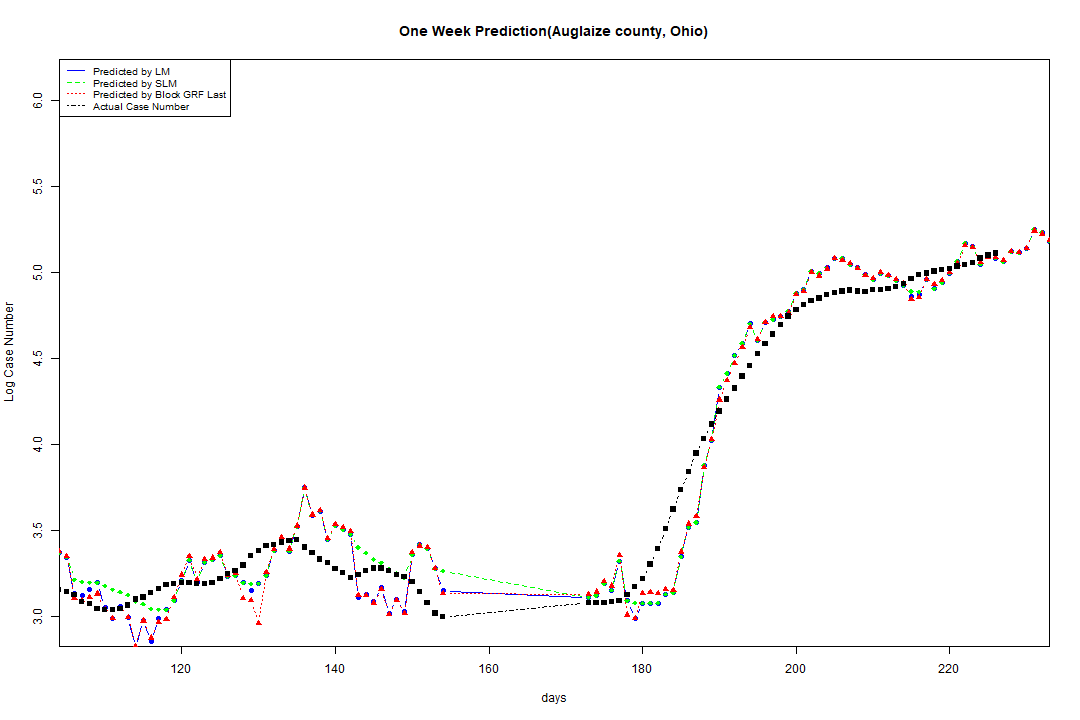 One Week Prediction(Auglaize county, Ohio)
Predicted by LM
Predicted by SLM
Predicted by Block GRF Last
Actual Case Number
6.0
5.5
5.0
4.5
4.0
3.5
3.0
Log Case Number
120 140 160 180 200 220
days